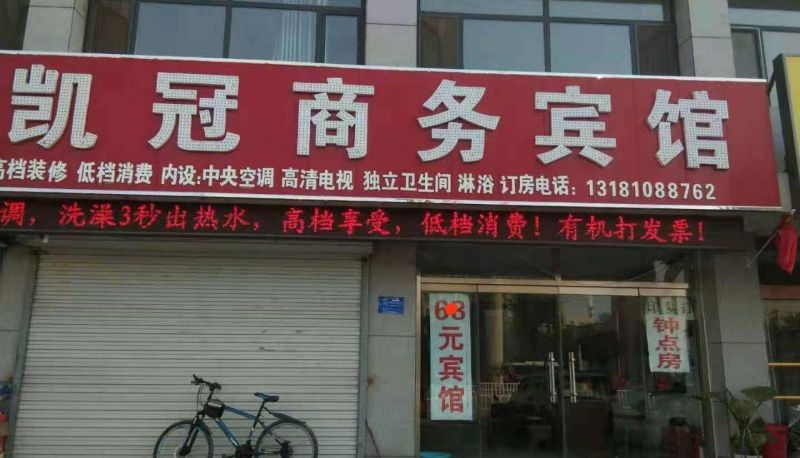 凯冠商务宾馆
高档装修 低档消费 内设:中央空调 高清电视 独立卫生间 淋浴 订房电话：13181088762
调，洗澡3秒出热水，高档享受，低档消费！有机打发票！
68元宾馆
钟点房